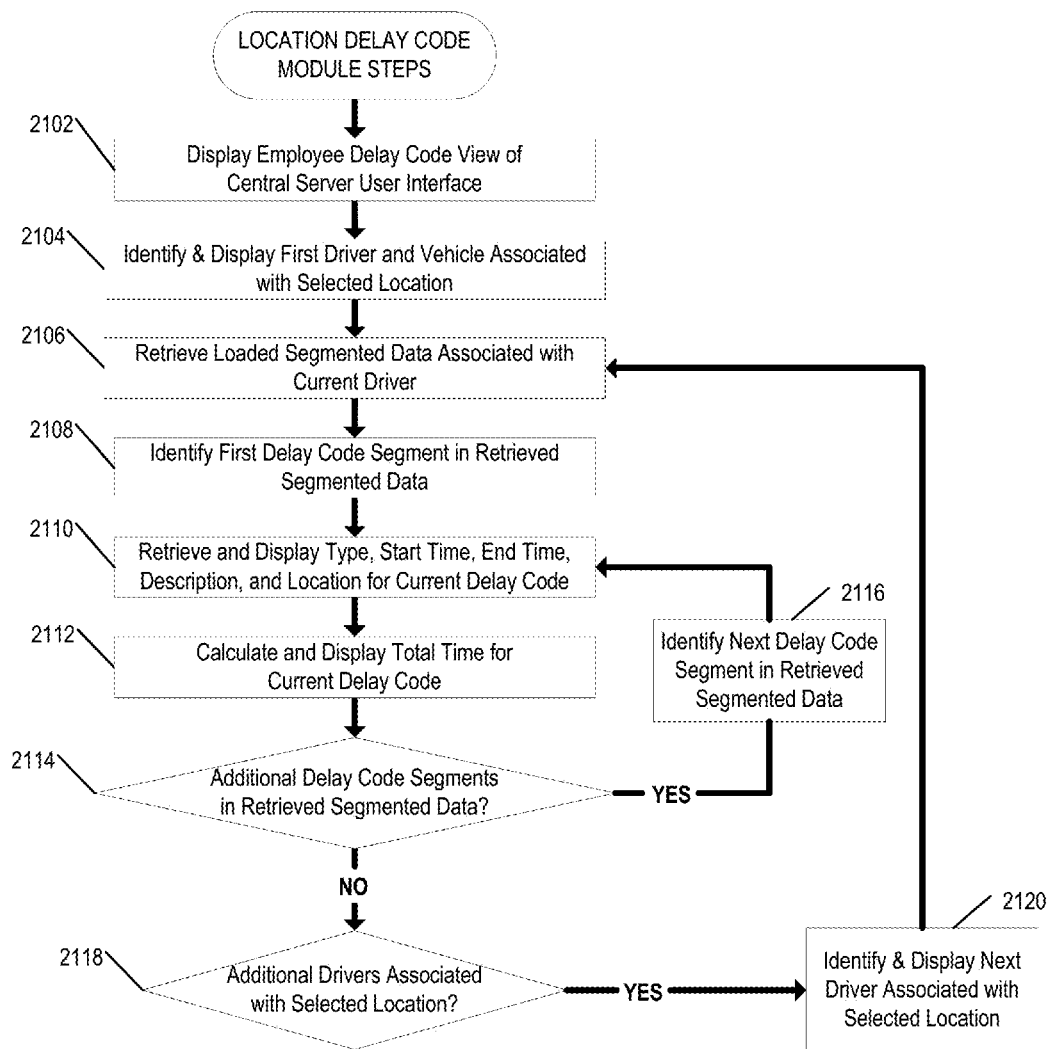 LOCATION DELAY CODE
MODULE STEPS
2102
Display Employee Delay Code View of
Central Server User Interface
2104
Identify & Display First Driver and Vehicle Associated
with Selected Location
2106
Retrieve Loaded Segmented Data Associated with
Current Driver
2108
Identify First Delay Code Segment in Retrieved
Segmented Data
2110
Retrieve and Display Type, Start Time, End Time,
Description, and Location for Current Delay Code
2116
Identify Next Delay Code
Segment in Retrieved
Segmented Data
2112
Calculate and Display Total Time for
Current Delay Code
2114
Additional Delay Code Segments
in Retrieved Segmented Data?
YES
NO
2120
2118
Additional Drivers Associated
with Selected Location?
YES
Identify & Display Next
Driver Associated with
Selected Location